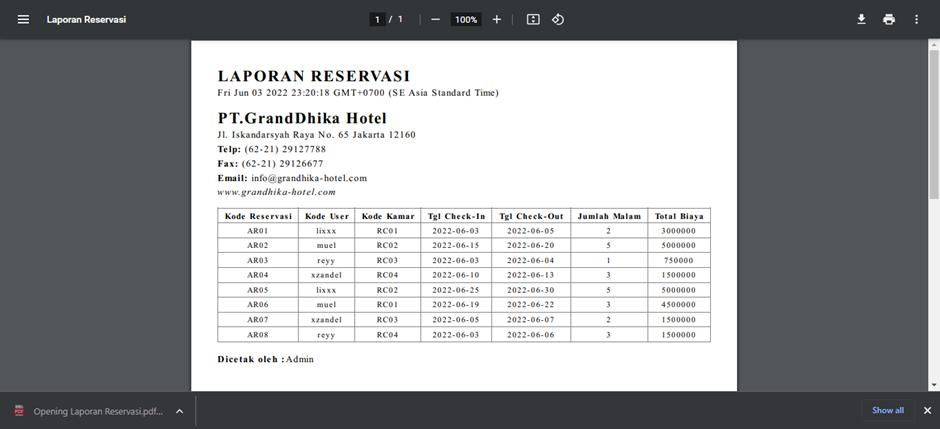 Laporan Reservasi
1 / 1
100%
LAPORAN RESERVASI
Fri Jun 03 2022 23:20:18 GMT+0700 (SE Asia Standard Time)
PT.GrandDhika Hotel
Jl. Iskandarsyah Raya No. 65 Jakarta 12160
Telp: (62-21) 29127788
Fax: (62-21) 29126677
Email: info@grandhika-hotel.com
www.grandhika-hotel.com
Kode Reservasi Kode User Kode Kamar Tgl Check-In Tgl Check-Out Jumlah Malam Total Biaya
AR01 lixxx RC01 2022-06-03 2022-06-05 2 3000000
AR02 muel RC02 2022-06-15 2022-06-20 5 5000000
AR03 reyy RC03 2022-06-03 2022-06-04 1 750000
AR04 xzandel RC04 2022-06-10 2022-06-13 3 1500000
AR05 lixxx RC02 2022-06-25 2022-06-30 5 5000000
AR06 muel RC01 2022-06-19 2022-06-22 3 4500000
AR07 xzandel RC03 2022-06-05 2022-06-07 2 1500000
AR08 reyy RC04 2022-06-03 2022-06-06 3 1500000
Dicetak oleh :Admin
PDF
Opening Laporan Reservasi.pdf...
Show all